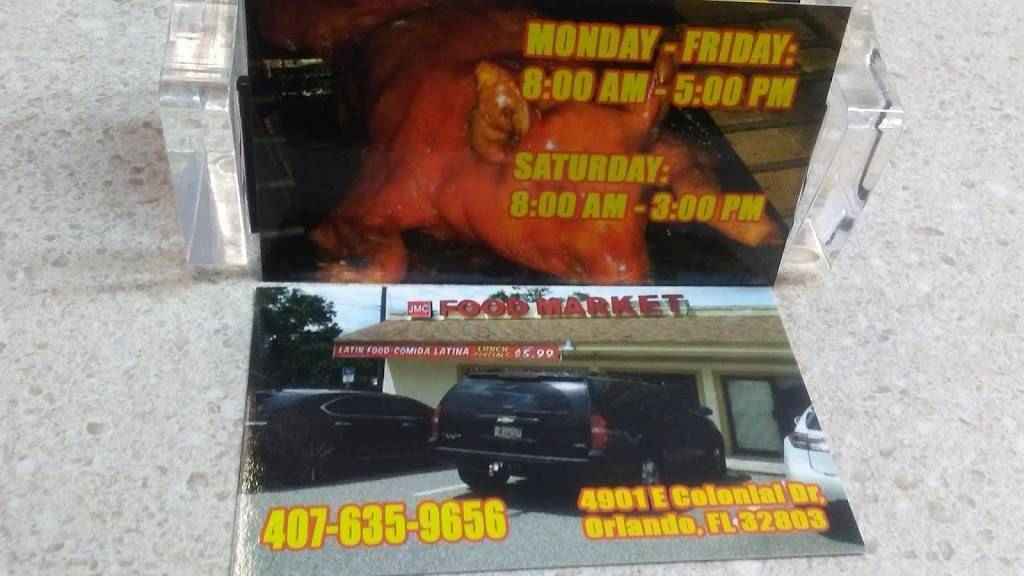 MONDAY - FRIDAY:
8:00 AM - 5:00 PM
SATURDAY:
8:00 AM - 3:00 PM
JMC FOOD MARKET
LATIN FOOD-COMIDA LATINA LUNCH SPECIALS $5.99
407-635-9656
4901 E Colonial Dr,
Orlando, FL 32803